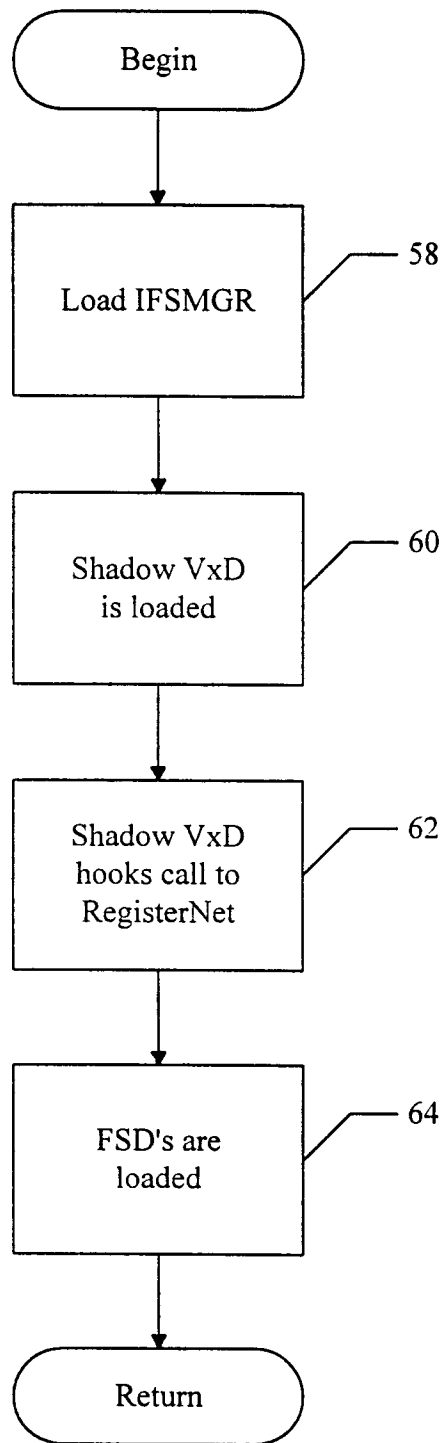 Begin
Load IFSMGR
58
Shadow VxD
is loaded
60
Shadow VxD
hooks call to
RegisterNet
62
FSD's are
loaded
64
Return